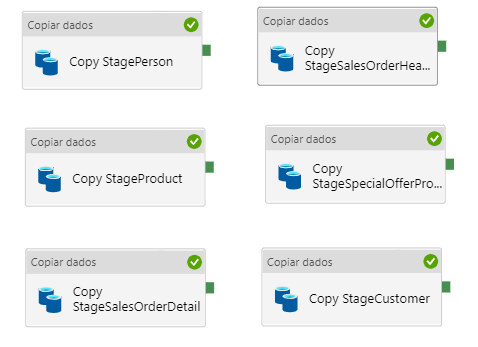 Copiar dados
Copy StagePerson
Copiar dados
Copy
StageSalesOrderHea...
Copiar dados
Copy StageProduct
Copiar dados
Copy
StageSpecialOfferPro...
Copiar dados
Copy
StageSalesOrderDetail
Copiar dados
Copy StageCustomer